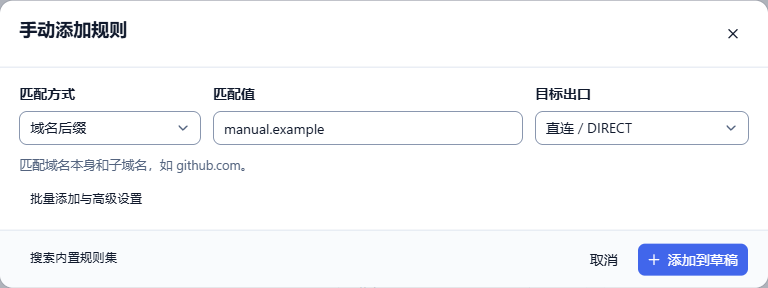 手动添加规则
匹配方式 匹配值 目标出口
域名后缀 manual.example 直连 / DIRECT
匹配域名本身和子域名，如 github.com。
批量添加与高级设置
搜索内置规则集 取消 + 添加到草稿